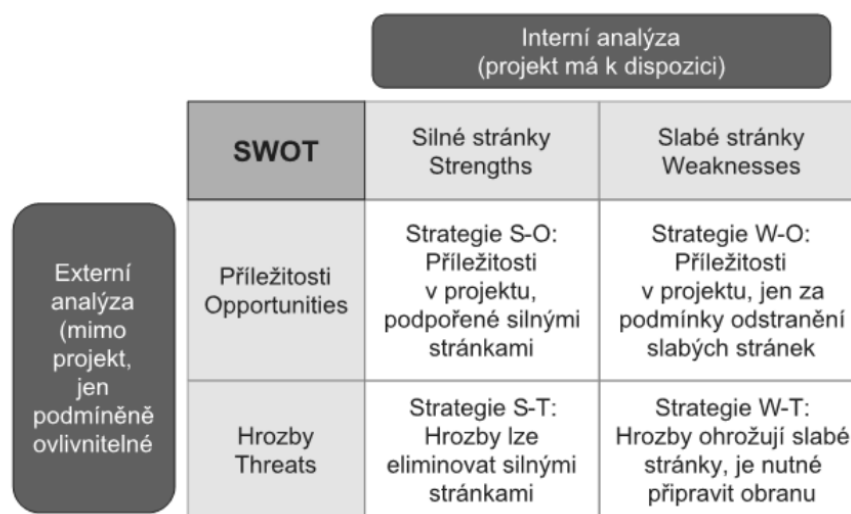 Interní analýza
(projekt má k dispozici)
SWOT
Silné stránky
Strengths
Slabé stránky
Weaknesses
Externí
analýza
(mimo
projekt,
jen
podmíněně
ovlivnitelné
Příležitosti
Opportunities
Strategie S-O:
Příležitosti
v projektu,
podpořené silnými
stránkami
Strategie W-O:
Příležitosti
v projektu, jen za
podmínky odstranění
slabých stránek
Hrozby
Threats
Strategie S-T:
Hrozby lze
eliminovat silnými
stránkami
Strategie W-T:
Hrozby ohrožují slabé
stránky, je nutné
připravit obranu